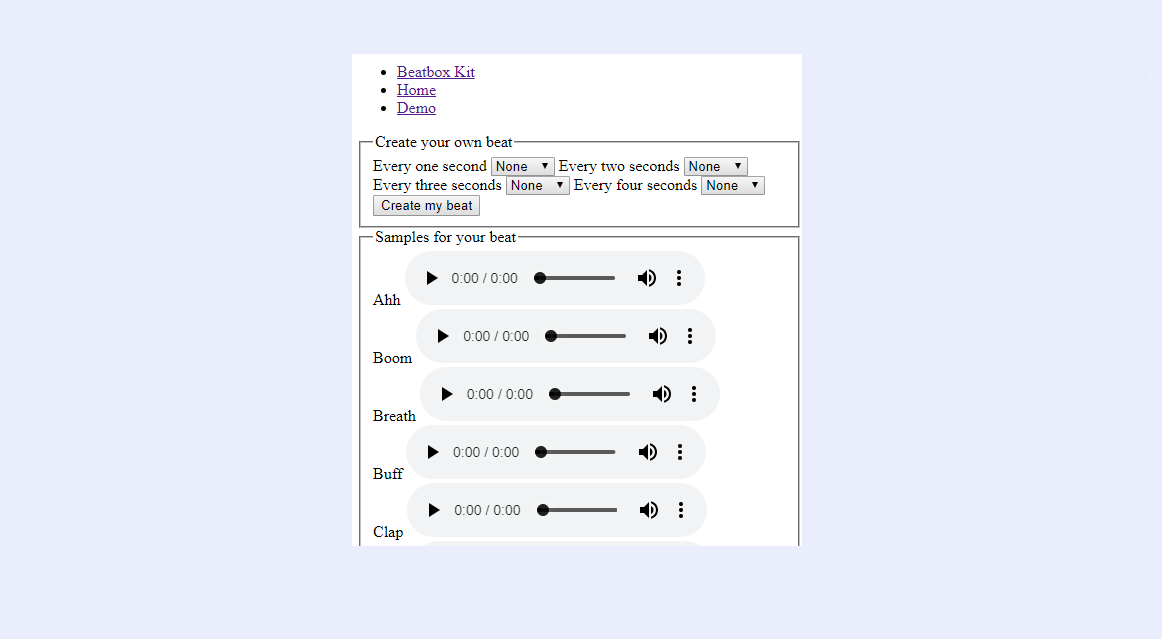 Beatbox Kit
Home
Demo
Create your own beat
Every one second None Every two seconds None
Every three seconds None Every four seconds None
Create my beat
Samples for your beat
Ahh 0:00 / 0:00
Boom 0:00 / 0:00
Breath 0:00 / 0:00
Buff 0:00 / 0:00
Clap 0:00 / 0:00